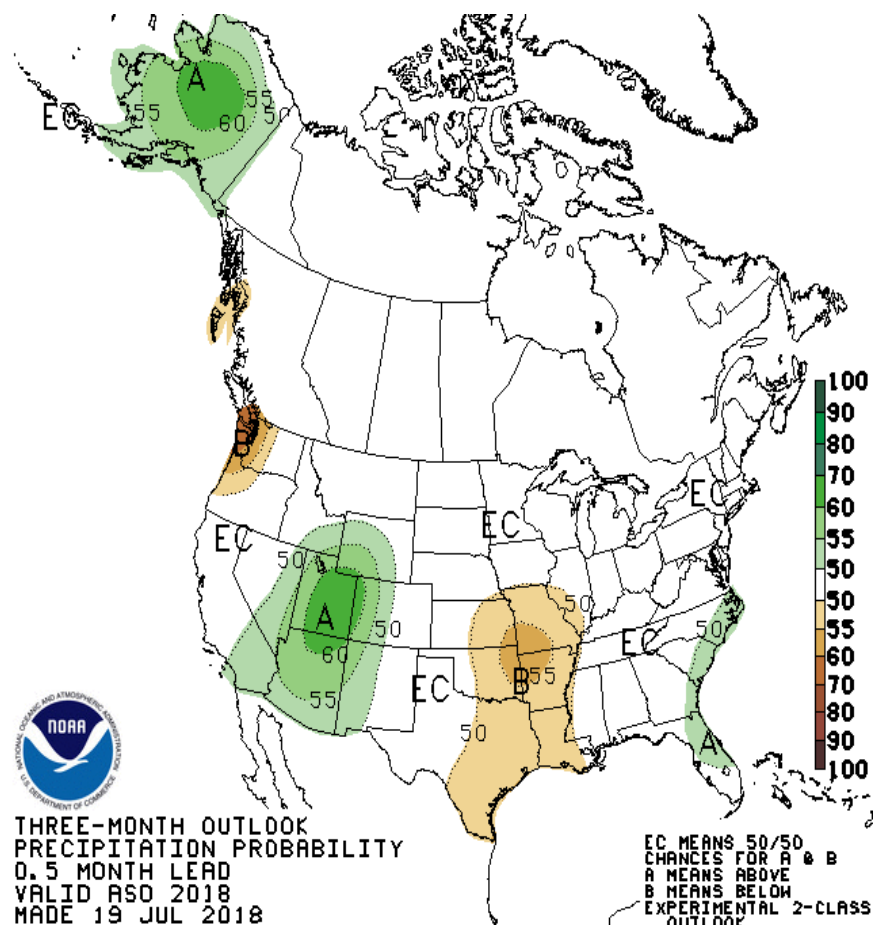 A
EC
55
55
50
60
B
EC
50
A
50
60
55
EC
EC
50
B
55
EC
50
EC
50
A
100
90
80
70
60
55
50
50
55
60
70
80
90
100
NATIONAL OCEANIC AND ATMOSPHERIC ADMINISTRATION
NOAA
U.S. DEPARTMENT OF COMMERCE
THREE-MONTH OUTLOOK
PRECIPITATION PROBABILITY
0.5 MONTH LEAD
VALID ASO 2018
MADE 19 JUL 2018
EC MEANS 50/50
CHANCES FOR A & B
A MEANS ABOVE
B MEANS BELOW
EXPERIMENTAL 2-CLASS
OUTLOOK